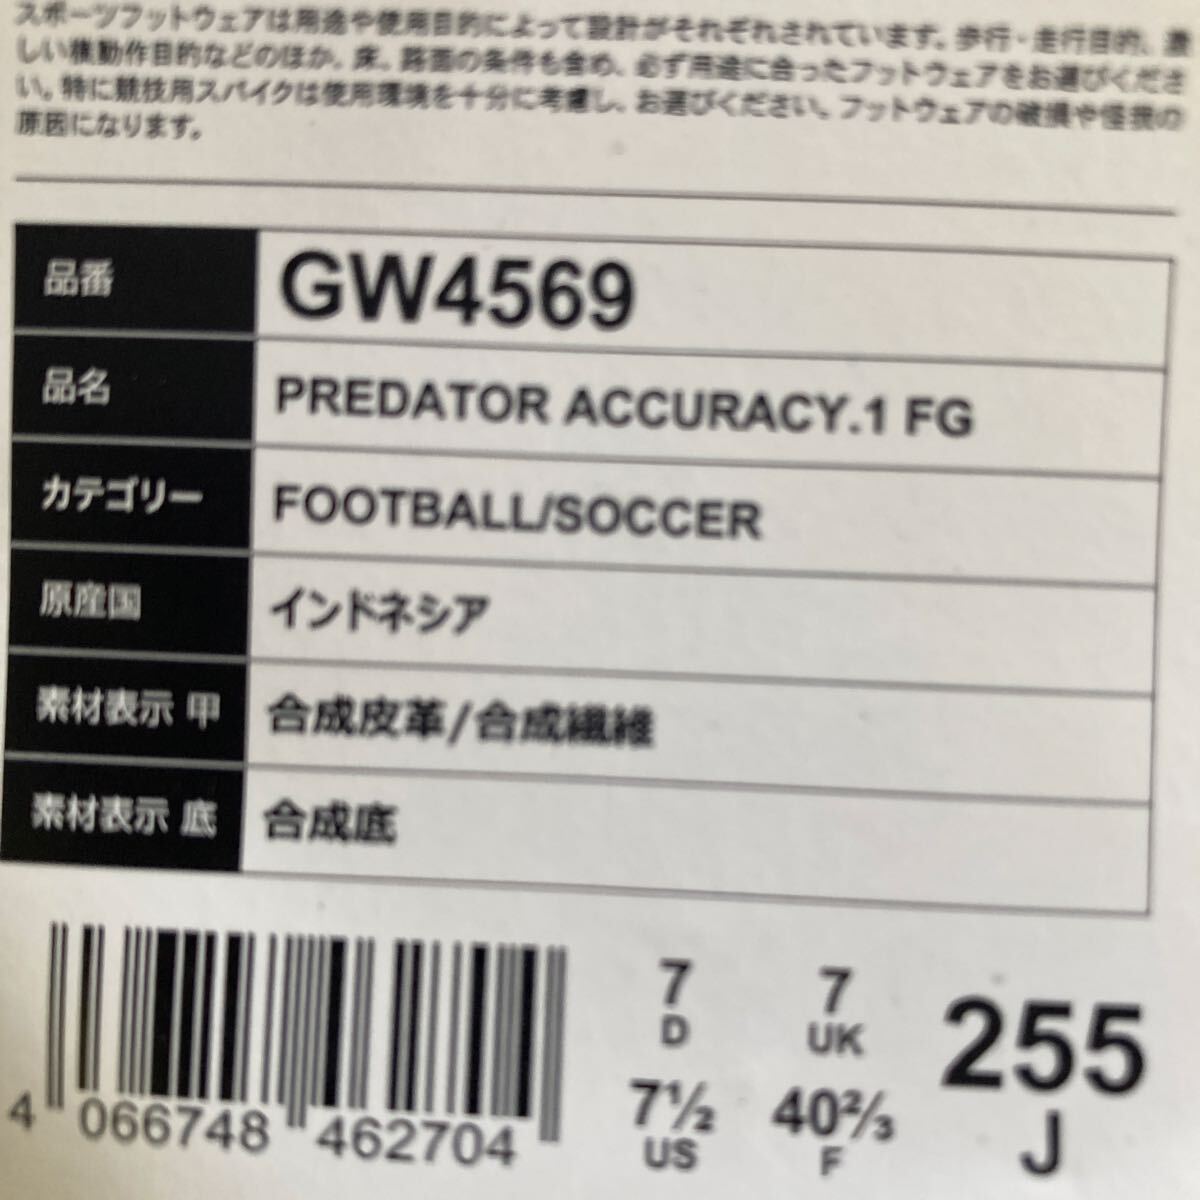 スポーツフットウェアは用途や使用目的によって設計がそれぞれされています。歩行・走行目的、激
しい機動作目的などのほか、床、路面の条件も含め、必ず用途に合ったフットウェアをお選びくださ
い。特に競技用スパイクは使用環境を十分に考慮し、お選びください。フットウェアの破損や怪我の
原因になります。
品番 GW4569
品名 PREDATOR ACCURACY.1 FG
カテゴリー FOOTBALL/SOCCER
原産国 インドネシア
素材表示 甲 合成皮革/合成繊維
素材表示 底 合成底
7 7 255
D UK
7½ 40⅔ J
US F
4 066748 462704